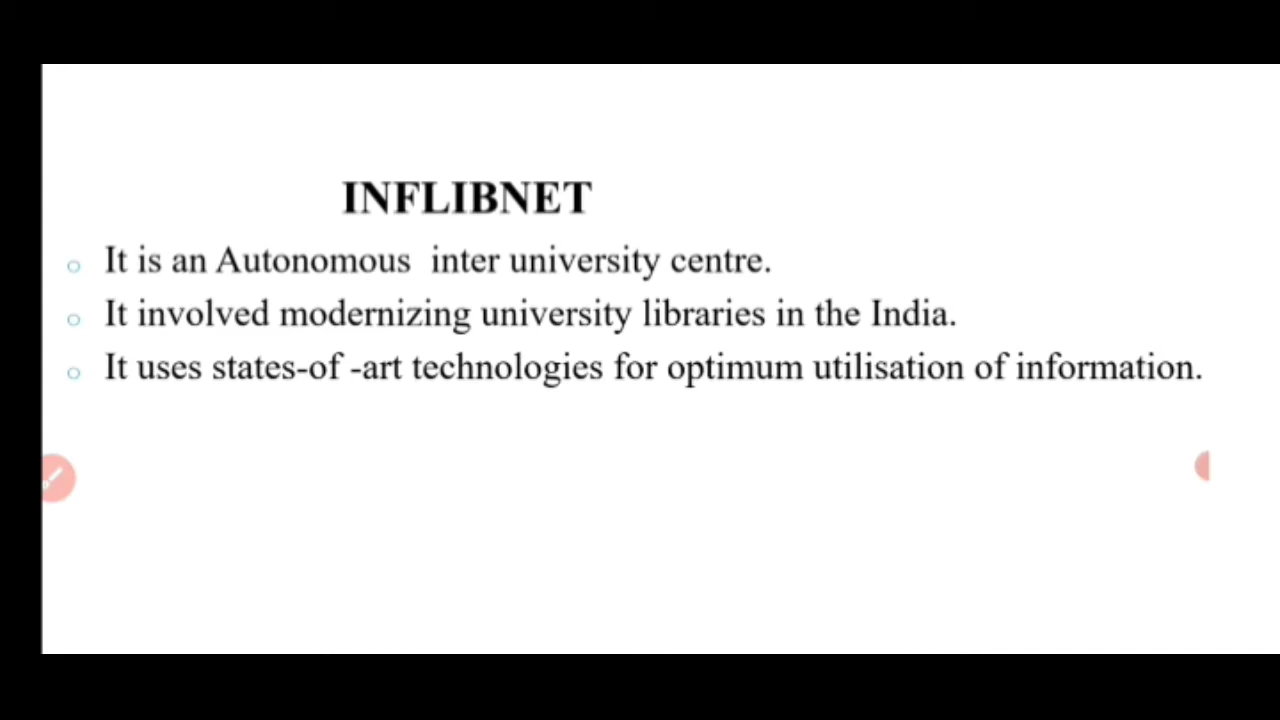 INFLIBNET
It is an Autonomous inter university centre.
It involved modernizing university libraries in the India.
It uses states-of -art technologies for optimum utilisation of information.